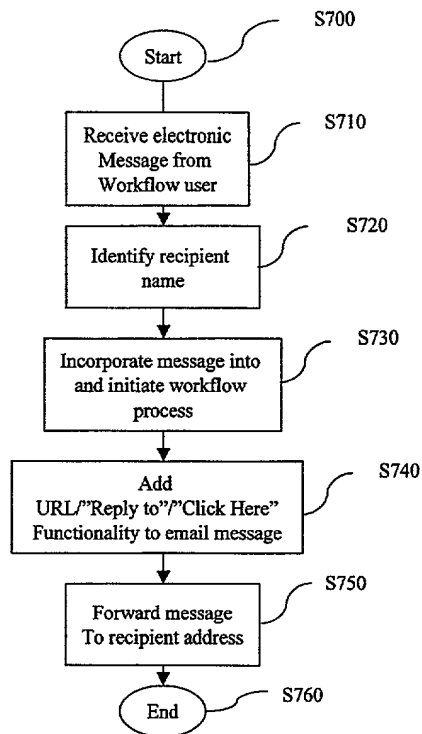 S700
Start
S710
Receive electronic
Message from
Workflow user
S720
Identify recipient
name
S730
Incorporate message into
and initiate workflow
process
S740
Add
URL/”Reply to”/”Click Here”
Functionality to email message
S750
Forward message
To recipient address
S760
End